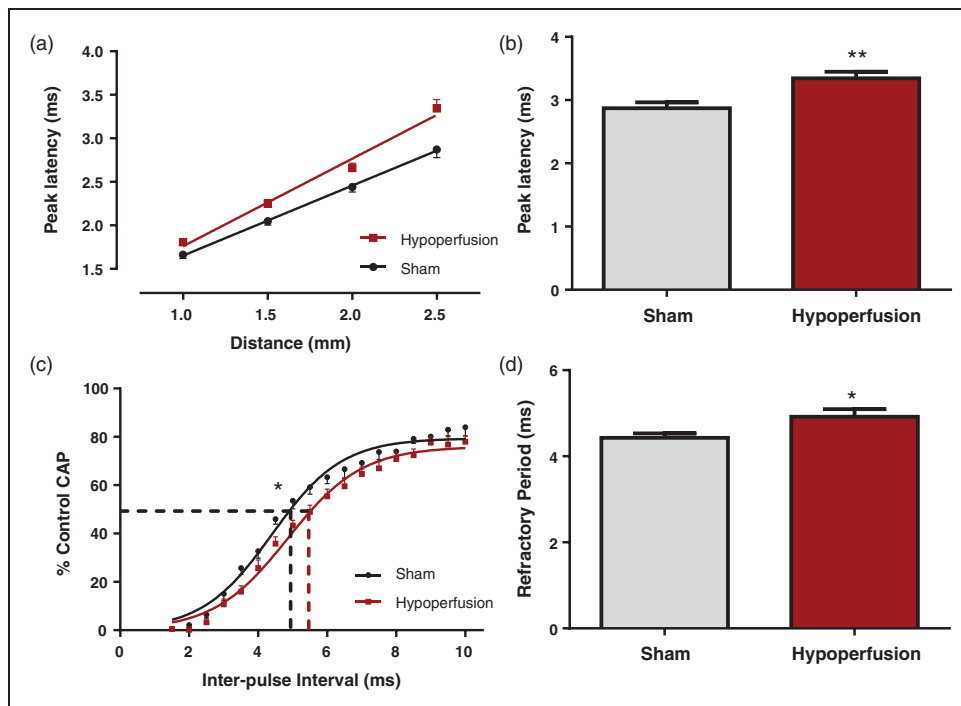 (a)
4.0
3.5
3.0
2.5
2.0
1.5
Peak latency (ms)
Hypoperfusion
Sham
1.0 1.5 2.0 2.5
Distance (mm)
(b)
4
3
2
1
0
Peak latency (ms)
**
Sham Hypoperfusion
(c)
100
80
60
40
20
0
% Control CAP
*
Sham
Hypoperfusion
0 2 4 6 8 10
Inter-pulse Interval (ms)
(d)
6
4
2
0
Refractory Period (ms)
*
Sham Hypoperfusion